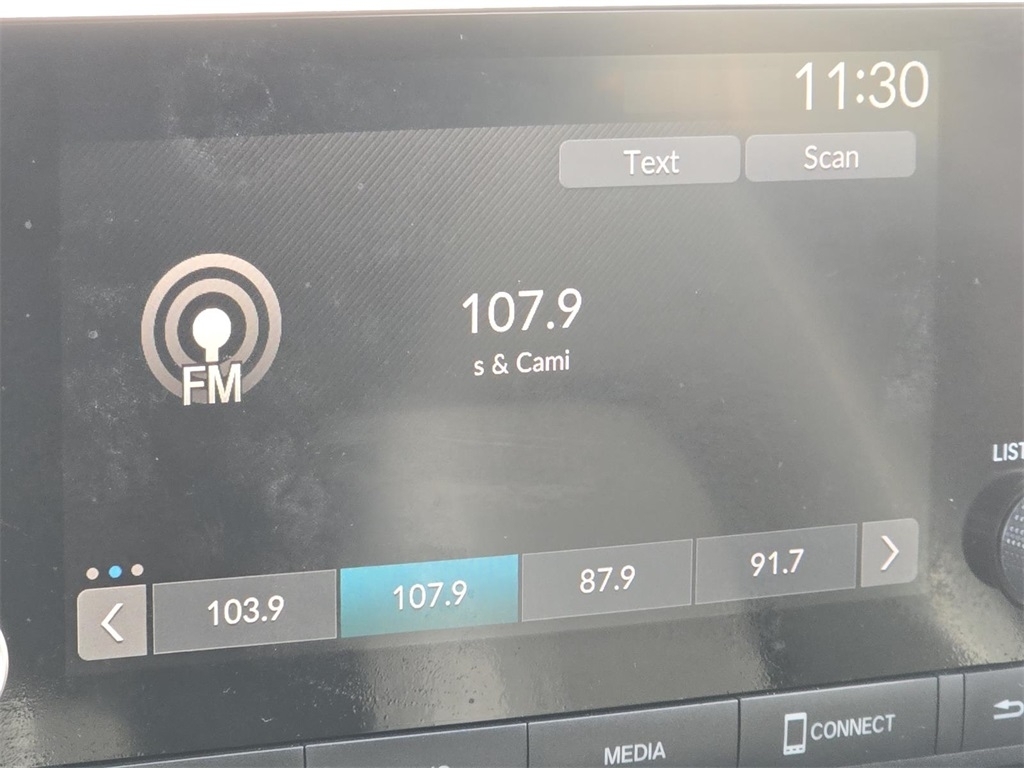 11:30
Text
Scan
107.9
s & Cami
FM
LIST
103.9
107.9
87.9
91.7
MEDIA
CONNECT